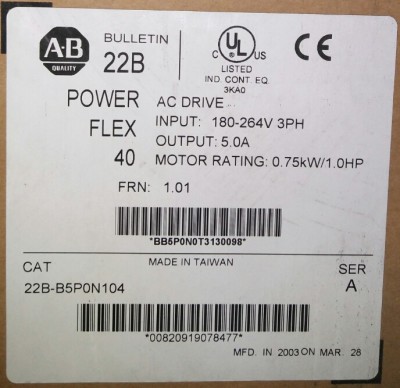 A·B
QUALITY
BULLETIN
22B
C UL US
LISTED
IND. CONT. EQ.
3KA0
CE
POWER
FLEX
40
AC DRIVE
INPUT: 180-264V 3PH
OUTPUT: 5.0A
MOTOR RATING: 0.75kW/1.0HP
FRN: 1.01
*BB5P0N0T3130098*
MADE IN TAIWAN
CAT
22B-B5P0N104
SER
A
*00820919078477*
MFD. IN 2003 ON MAR. 28